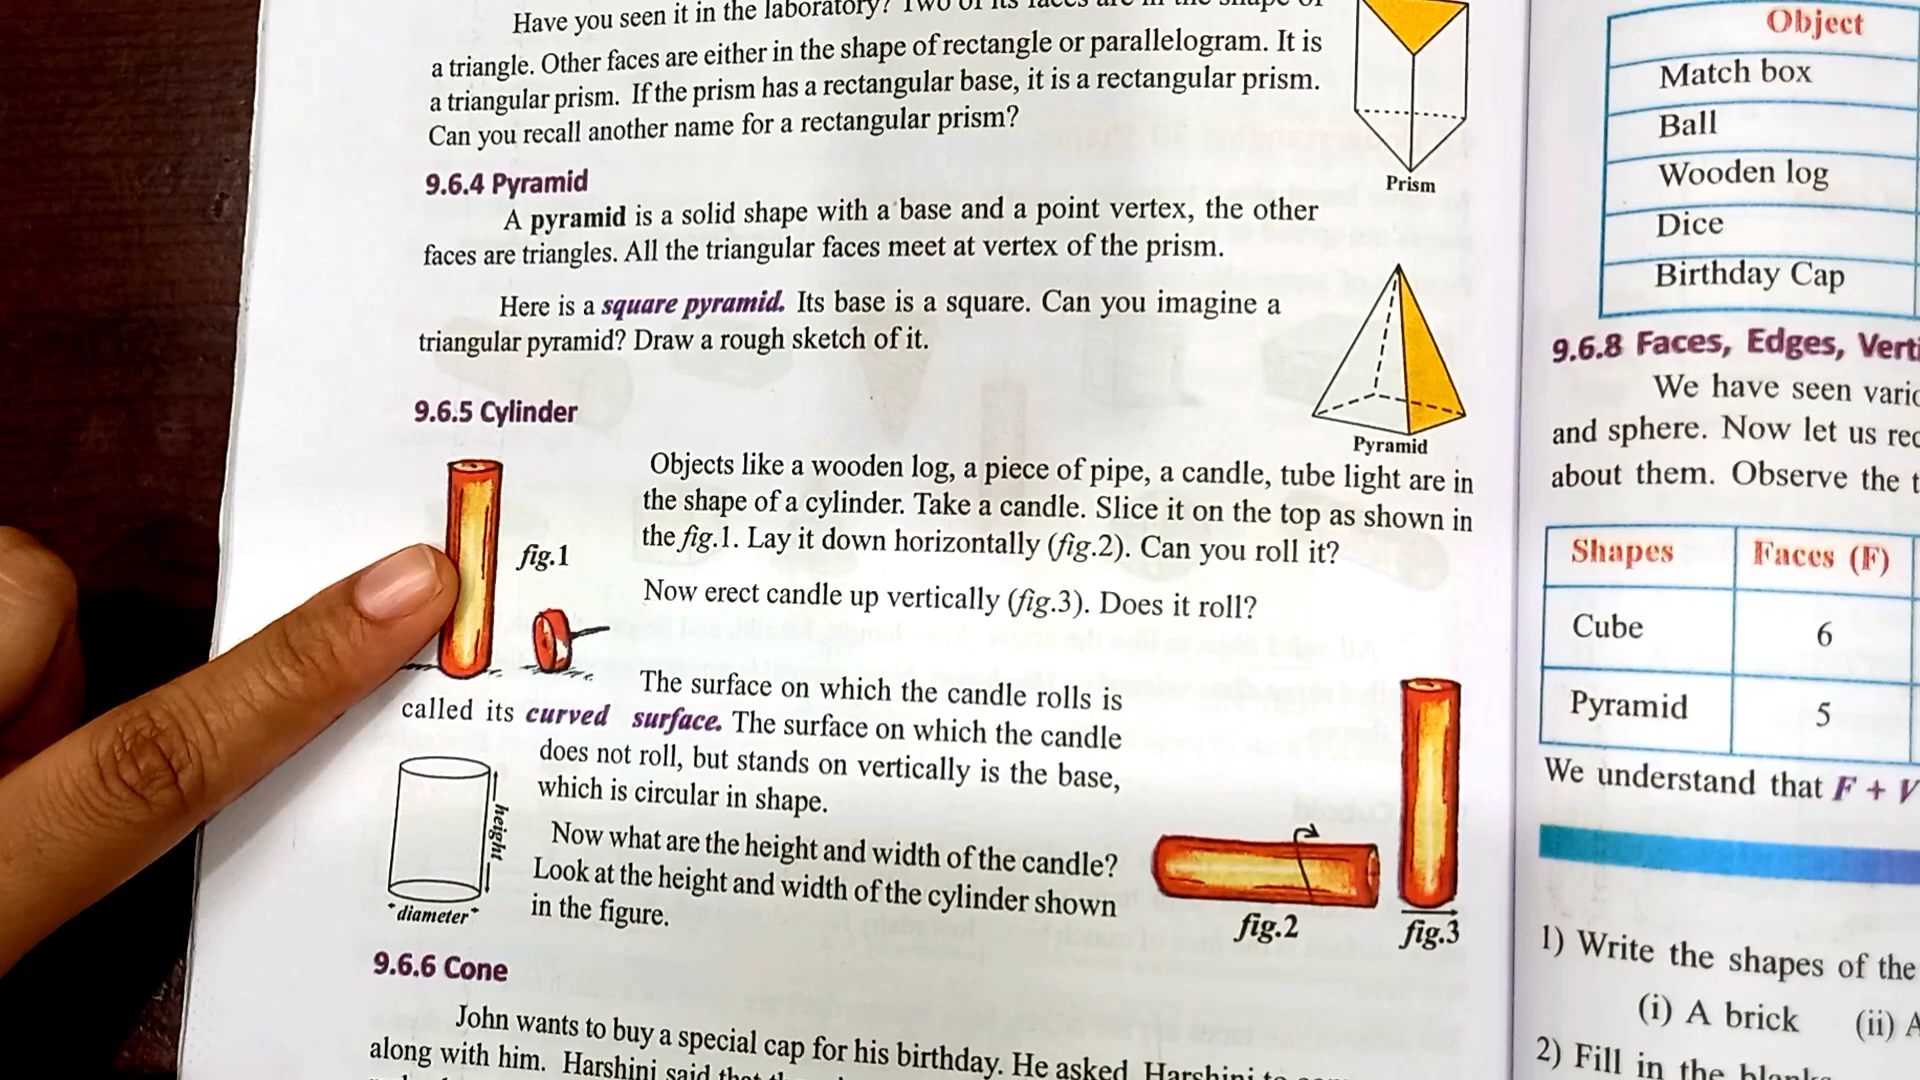 Have you seen it in the laboratory? Two of its faces are in the shape of
a triangle. Other faces are either in the shape of rectangle or parallelogram. It is
a triangular prism. If the prism has a rectangular base, it is a rectangular prism.
Can you recall another name for a rectangular prism?
Prism
9.6.4 Pyramid
A pyramid is a solid shape with a base and a point vertex, the other
faces are triangles. All the triangular faces meet at vertex of the prism.
Here is a square pyramid. Its base is a square. Can you imagine a
triangular pyramid? Draw a rough sketch of it.
Pyramid
9.6.5 Cylinder
Objects like a wooden log, a piece of pipe, a candle, tube light are in
the shape of a cylinder. Take a candle. Slice it on the top as shown in
the fig.1. Lay it down horizontally (fig.2). Can you roll it?
fig.1
Now erect candle up vertically (fig.3). Does it roll?
The surface on which the candle rolls is
called its curved surface. The surface on which the candle
does not roll, but stands on vertically is the base,
which is circular in shape.
height
diameter
Now what are the height and width of the candle?
Look at the height and width of the cylinder shown
in the figure.
fig.2
fig.3
9.6.6 Cone
John wants to buy a special cap for his birthday. He asked Harshini to
along with him. Harshini said that
Object
Match box
Ball
Wooden log
Dice
Birthday Cap
9.6.8 Faces, Edges, Verti
We have seen vario
and sphere. Now let us rec
about them. Observe the t
Shapes Faces (F)
Cube 6
Pyramid 5
We understand that F + V
1) Write the shapes of the
(i) A brick (ii) A
2) Fill in the blanks